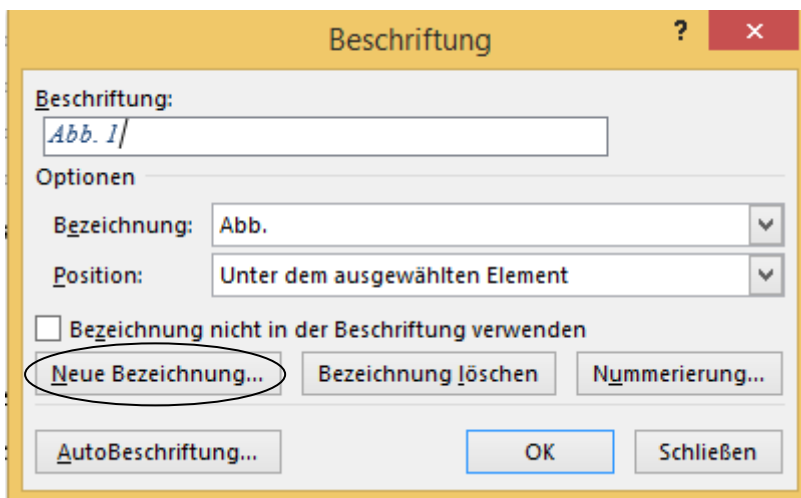 Beschriftung
?
Beschriftung:
Abb. 1
Optionen
Bezeichnung: Abb.
Position: Unter dem ausgewählten Element
Bezeichnung nicht in der Beschriftung verwenden
Neue Bezeichnung... Bezeichnung löschen Nummerierung...
AutoBeschriftung... OK Schließen